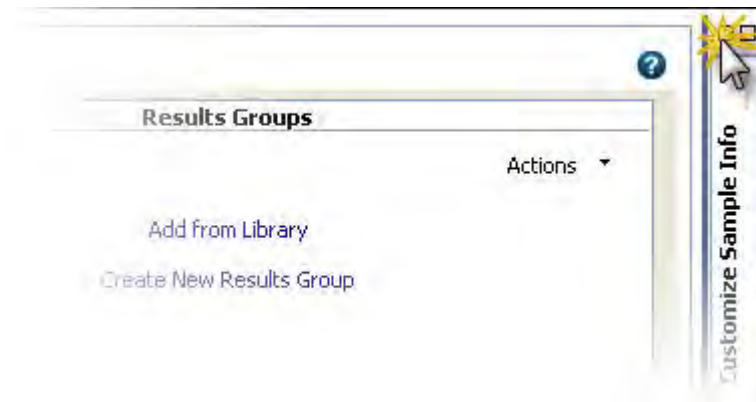 ?
Results Groups
Actions
Add from Library
Create New Results Group
Customize Sample Info